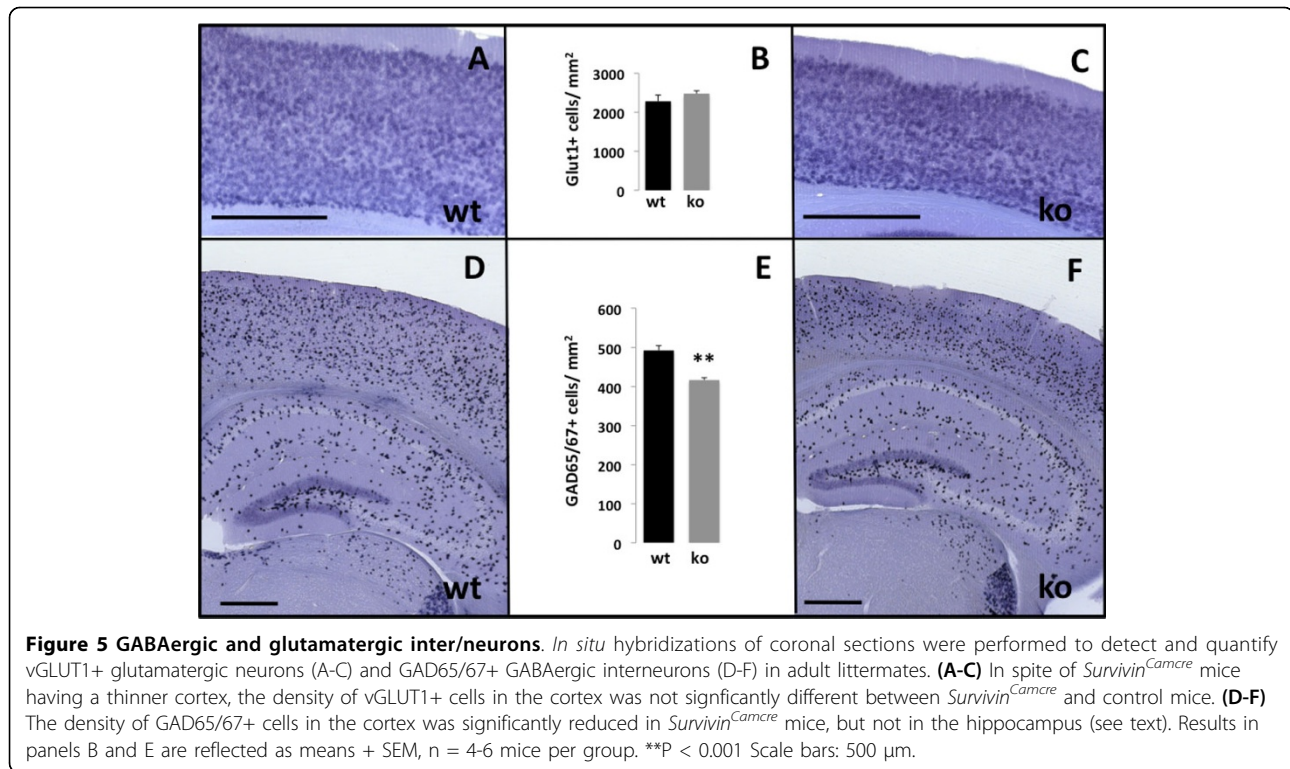 A
wt
B
Glut1+ cells/ mm²
3000
2000
1000
0
wt
ko
C
ko
D
wt
E
GAD65/67+ cells/ mm²
600
500
400
300
200
100
0
**
wt
ko
F
ko
Figure 5 GABAergic and glutamatergic inter/neurons. In situ hybridizations of coronal sections were performed to detect and quantify
vGLUT1+ glutamatergic neurons (A-C) and GAD65/67+ GABAergic interneurons (D-F) in adult littermates. (A-C) In spite of Survivin^Camcre mice
having a thinner cortex, the density of vGLUT1+ cells in the cortex was not signficantly different between Survivin^Camcre and control mice. (D-F)
The density of GAD65/67+ cells in the cortex was significantly reduced in Survivin^Camcre mice, but not in the hippocampus (see text). Results in
panels B and E are reflected as means + SEM, n = 4-6 mice per group. **P < 0.001 Scale bars: 500 μm.